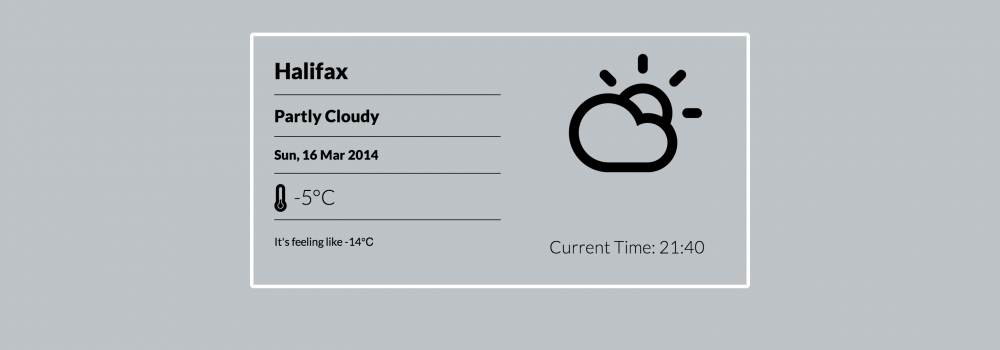 Halifax
Partly Cloudy
Sun, 16 Mar 2014
-5°C
It's feeling like -14°C
Current Time: 21:40